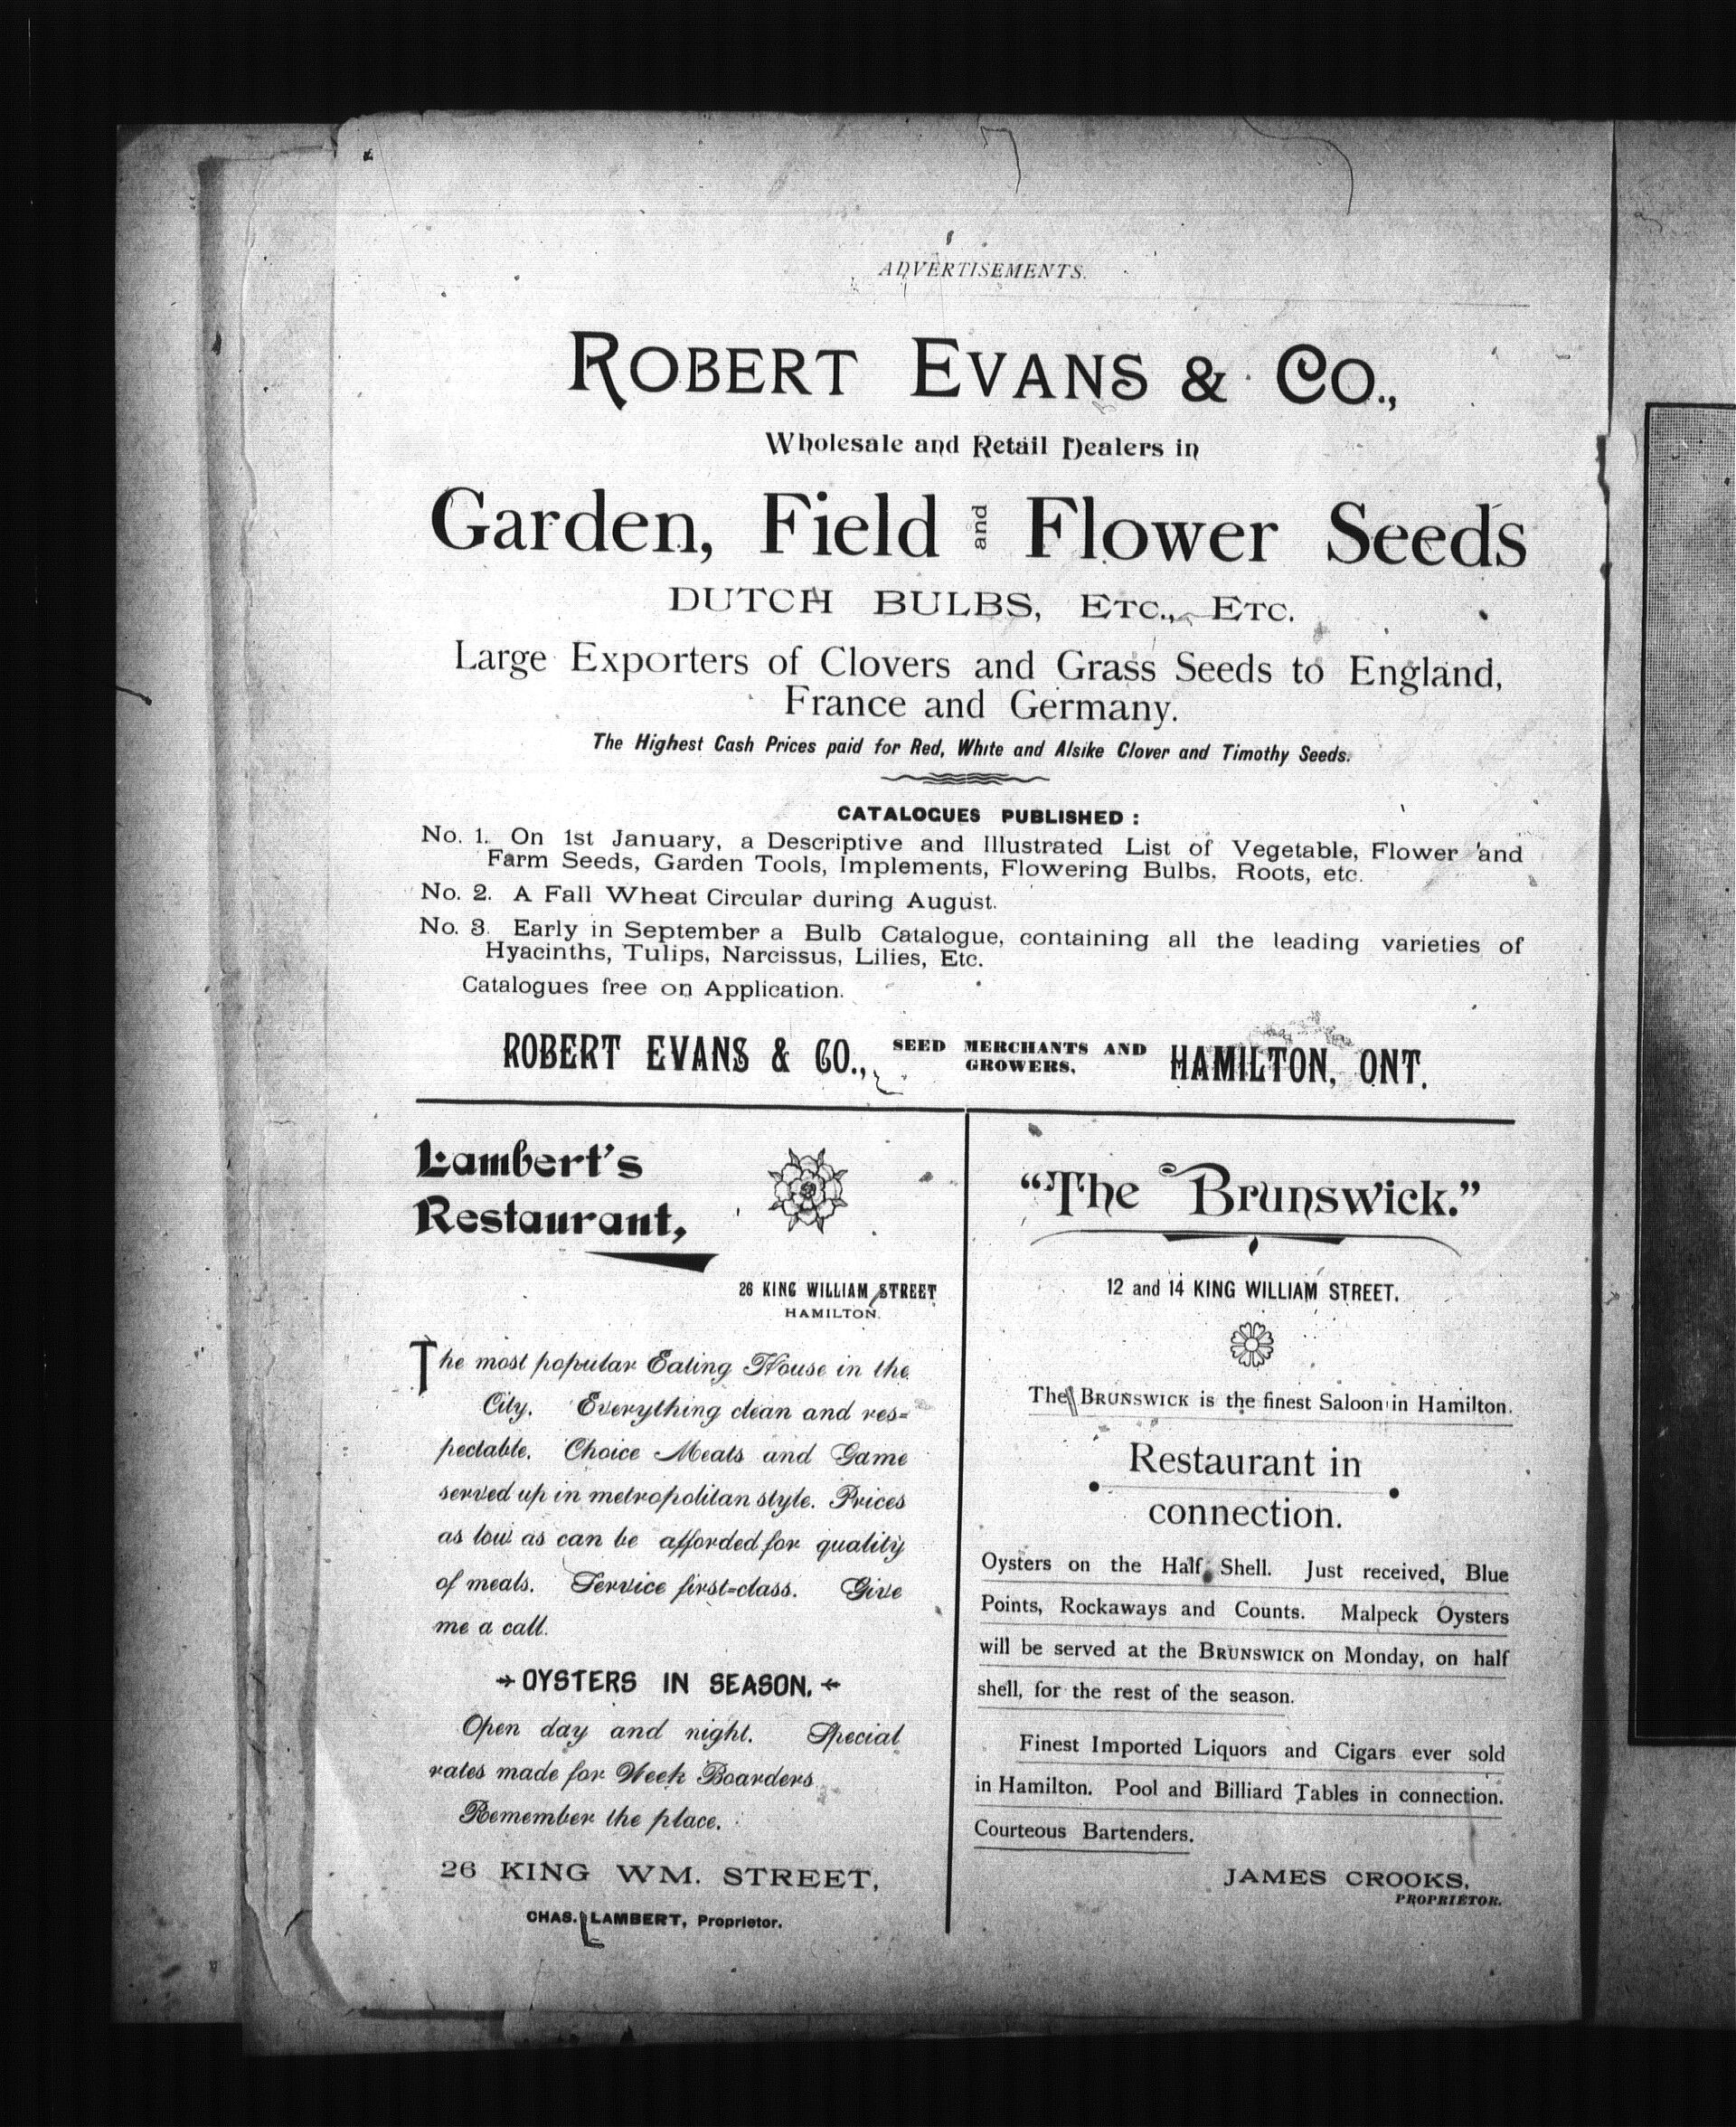 ADVERTISEMENTS.
ROBERT EVANS & CO.,
Wholesale and Retail Dealers in
Garden, Field and Flower Seeds
DUTCH BULBS, ETC., ETC.
Large Exporters of Clovers and Grass Seeds to England,
France and Germany.
The Highest Cash Prices paid for Red, White and Alsike Clover and Timothy Seeds.
CATALOGUES PUBLISHED:
No. 1. On 1st January, a Descriptive and Illustrated List of Vegetable, Flower and
Farm Seeds, Garden Tools, Implements, Flowering Bulbs, Roots, etc.
No. 2. A Fall Wheat Circular during August.
No. 3. Early in September a Bulb Catalogue, containing all the leading varieties of
Hyacinths, Tulips, Narcissus, Lilies, Etc.
Catalogues free on Application.
ROBERT EVANS & CO., SEED MERCHANTS AND GROWERS, HAMILTON, ONT.
Lambert's
Restaurant,
26 KING WILLIAM STREET
HAMILTON.
The most popular Eating House in the
City. Everything clean and res=
pectable. Choice Meats and Game
served up in metropolitan style. Prices
as low as can be afforded for quality
of meals. Service first=class. Give
me a call.
OYSTERS IN SEASON.
Open day and night. Special
rates made for Week Boarders
Remember the place.
26 KING WM. STREET,
CHAS. LAMBERT, Proprietor.
"The Brunswick."
12 and 14 KING WILLIAM STREET.
The BRUNSWICK is the finest Saloon in Hamilton.
Restaurant in
connection.
Oysters on the Half Shell. Just received, Blue
Points, Rockaways and Counts. Malpeck Oysters
will be served at the BRUNSWICK on Monday, on half
shell, for the rest of the season.
Finest Imported Liquors and Cigars ever sold
in Hamilton. Pool and Billiard Tables in connection.
Courteous Bartenders.
JAMES CROOKS,
PROPRIETOR.